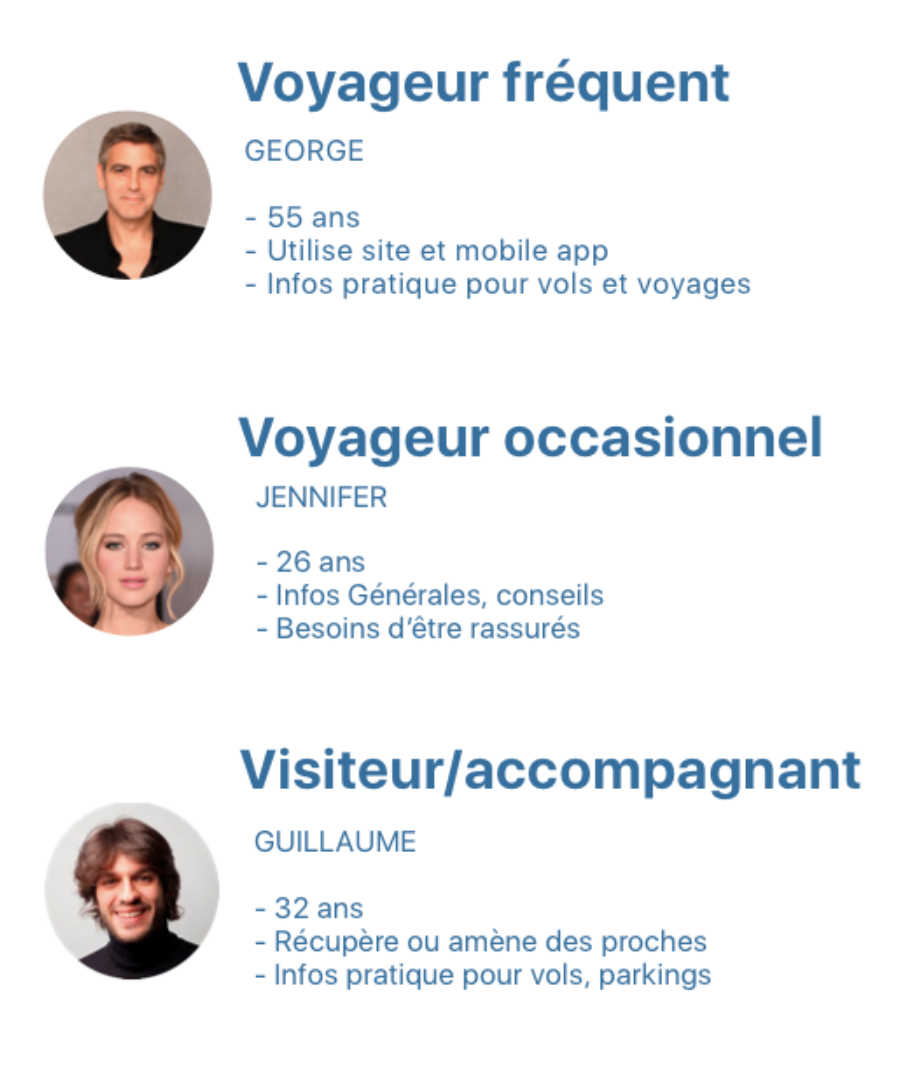 Voyageur fréquent
GEORGE
- 55 ans
- Utilise site et mobile app
- Infos pratique pour vols et voyages
Voyageur occasionnel
JENNIFER
- 26 ans
- Infos Générales, conseils
- Besoins d’être rassurés
Visiteur/accompagnant
GUILLAUME
- 32 ans
- Récupère ou amène des proches
- Infos pratique pour vols, parkings